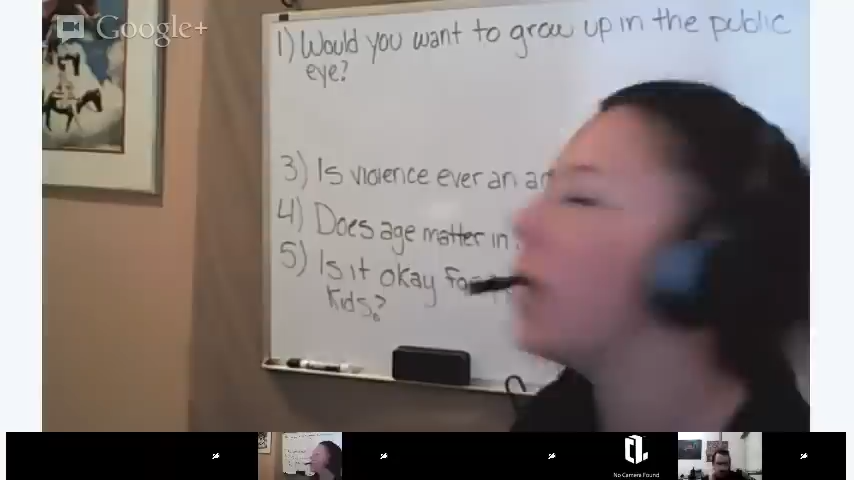 Google+
1) Would you want to grow up in the public
eye?
3) Is violence ever an
4) Does age matter in
5) Is it okay
kids?
No Camera Found